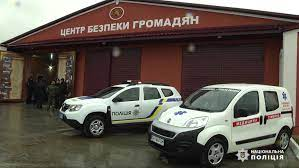 ЦЕНТР БЕЗПЕКИ ГРОМАДЯН
ПОЛІЦІЯ
НАЦІОНАЛЬНА
ПОЛІЦІЯ